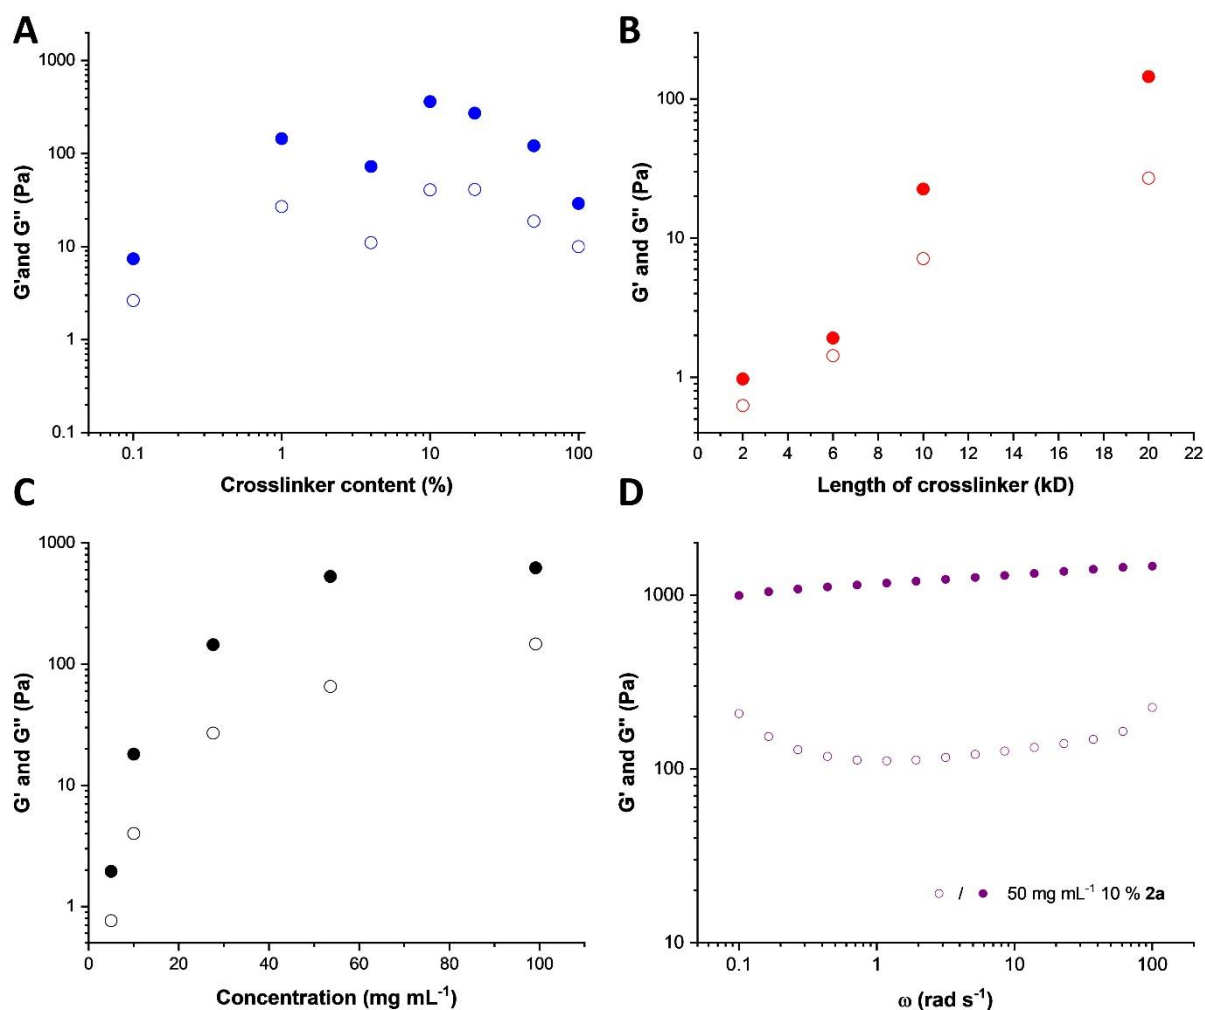 A
1000
100
10
1
0.1
G'and G" (Pa)
0.1 1 10 100
Crosslinker content (%)
B
100
10
1
G' and G" (Pa)
0 2 4 6 8 10 12 14 16 18 20 22
Length of crosslinker (kD)
C
1000
100
10
1
G' and G" (Pa)
0 20 40 60 80 100
Concentration (mg mL⁻¹)
D
1000
100
10
G' and G" (Pa)
/ 50 mg mL⁻¹ 10 % 2a
0.1 1 10 100
ω (rad s⁻¹)